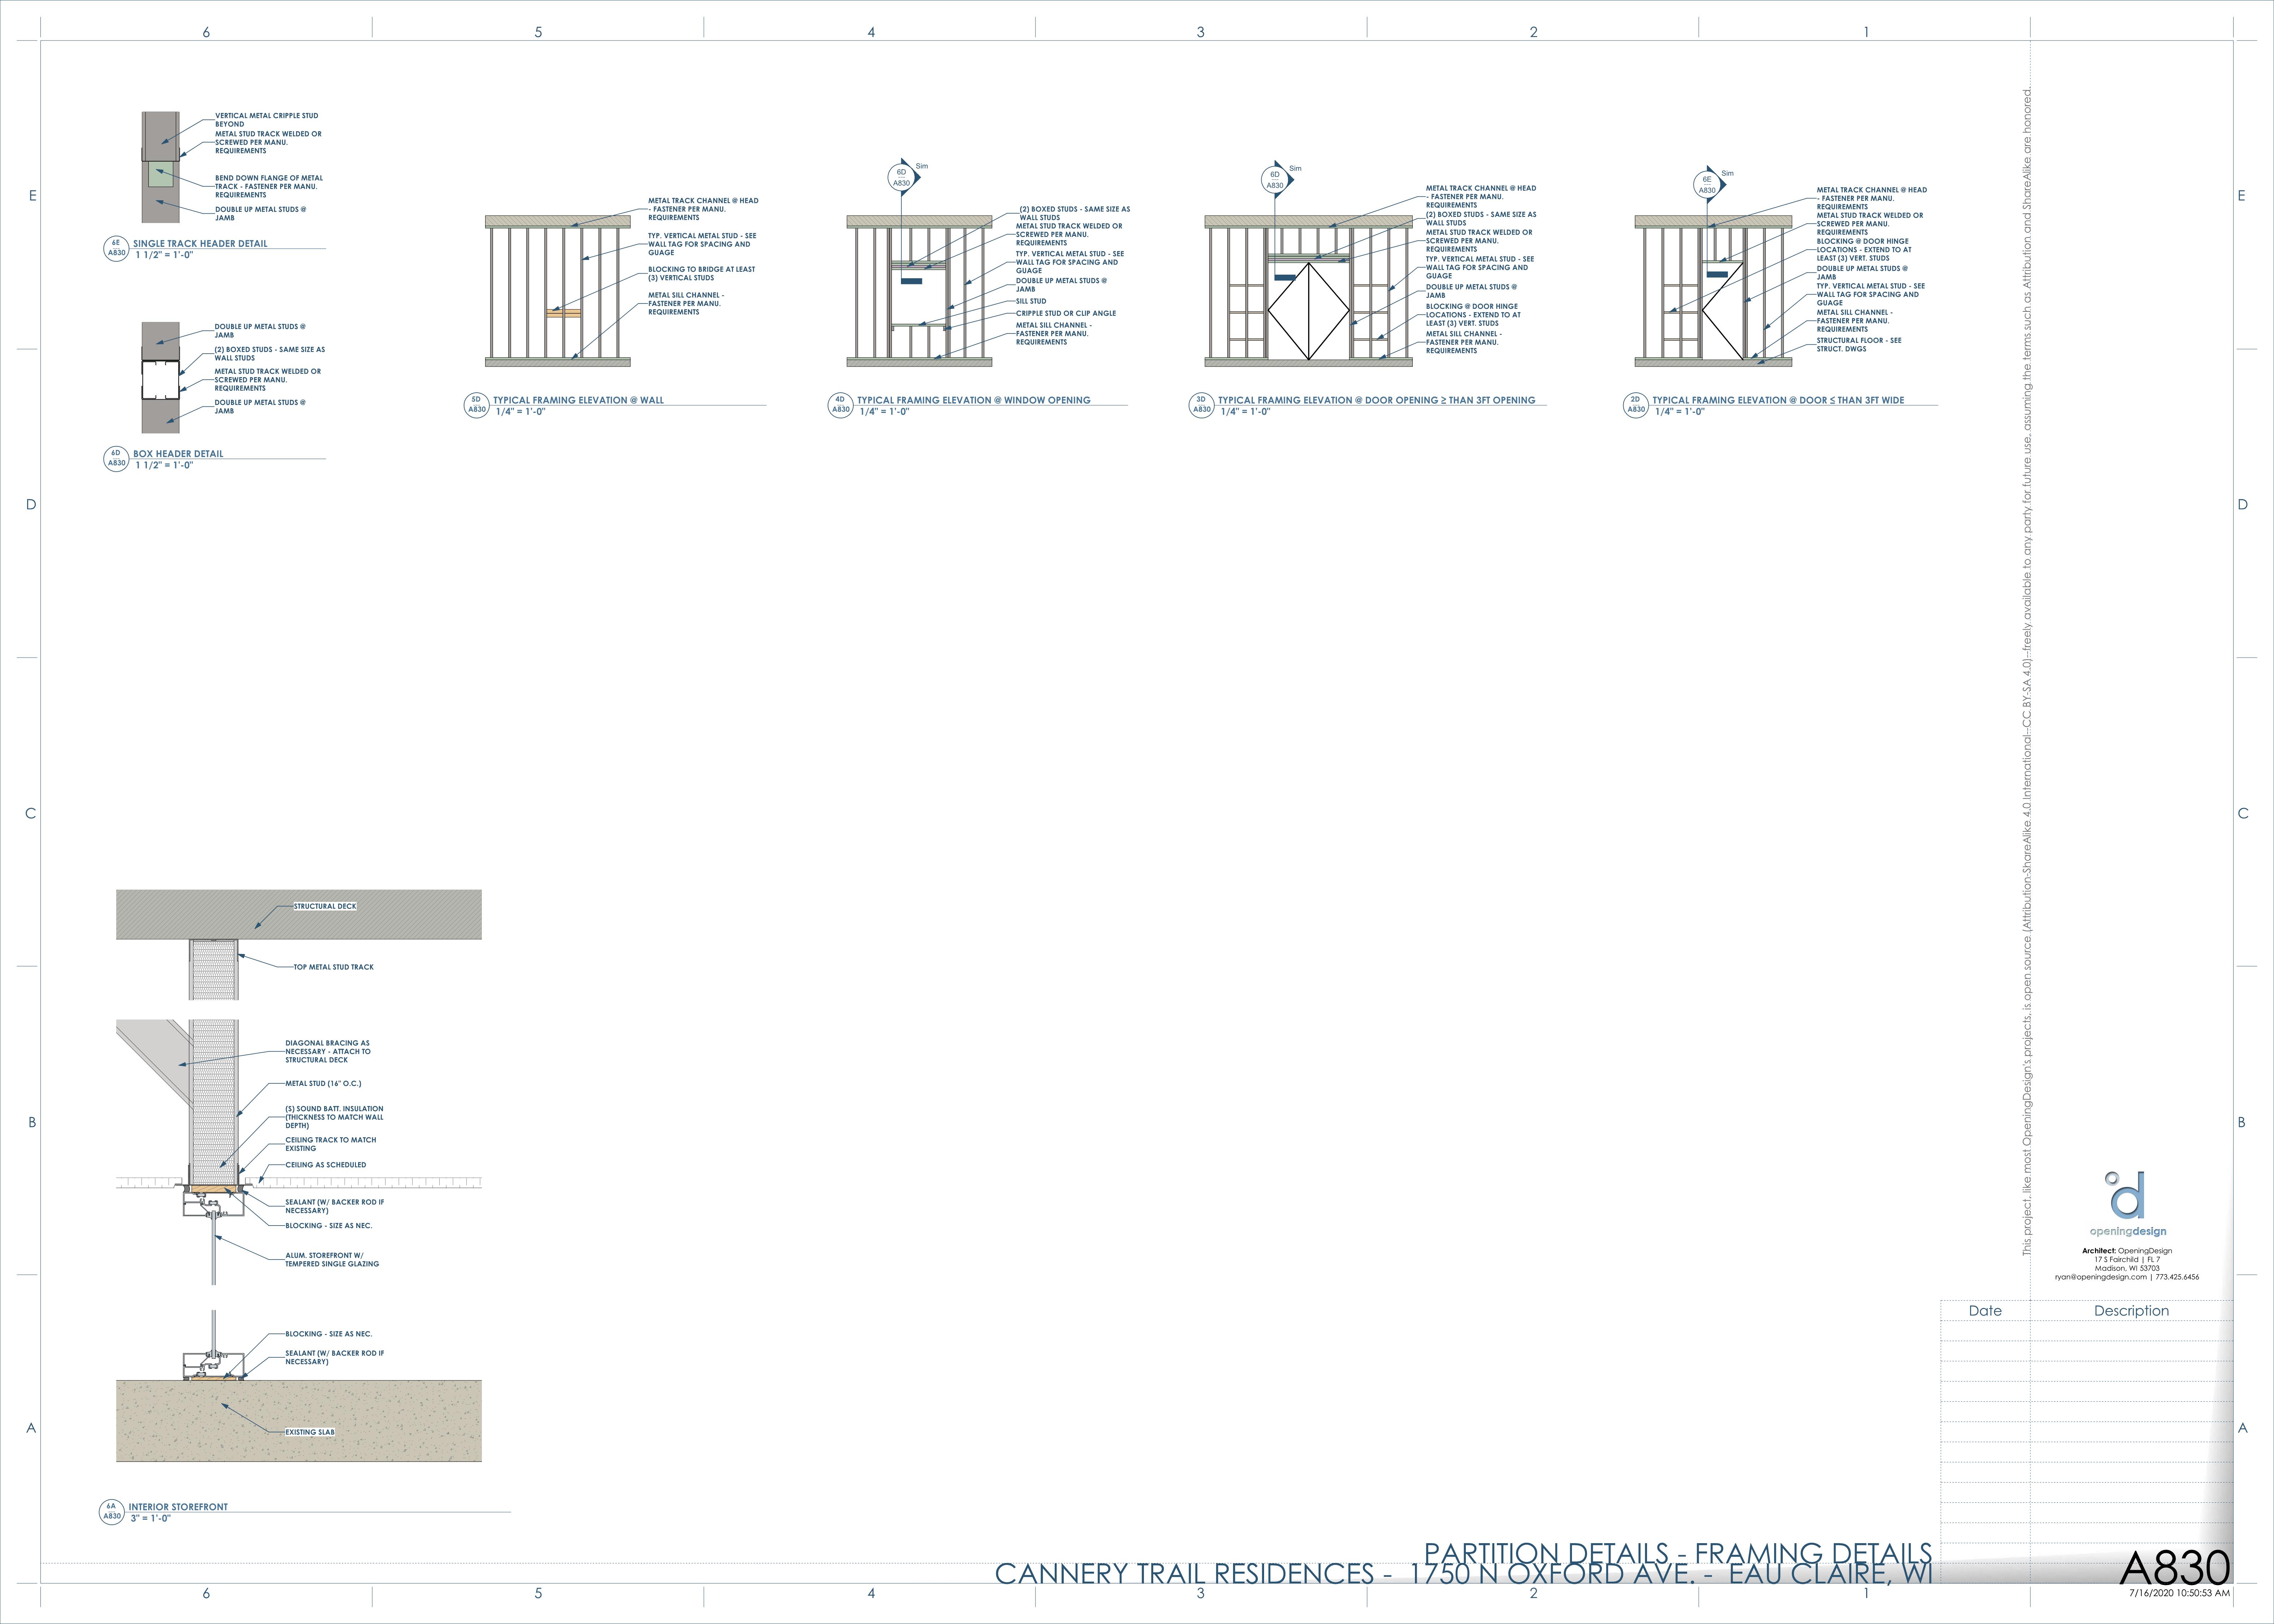 6 5 4 3 2 1
E
D
C
B
A
VERTICAL METAL CRIPPLE STUD
BEYOND
METAL STUD TRACK WELDED OR
SCREWED PER MANU.
REQUIREMENTS
BEND DOWN FLANGE OF METAL
TRACK - FASTENER PER MANU.
REQUIREMENTS
DOUBLE UP METAL STUDS @
JAMB
6E
A830
SINGLE TRACK HEADER DETAIL
1 1/2" = 1'-0"
DOUBLE UP METAL STUDS @
JAMB
(2) BOXED STUDS - SAME SIZE AS
WALL STUDS
METAL STUD TRACK WELDED OR
SCREWED PER MANU.
REQUIREMENTS
DOUBLE UP METAL STUDS @
JAMB
6D
A830
BOX HEADER DETAIL
1 1/2" = 1'-0"
METAL TRACK CHANNEL @ HEAD
- FASTENER PER MANU.
REQUIREMENTS
TYP. VERTICAL METAL STUD - SEE
WALL TAG FOR SPACING AND
GUAGE
BLOCKING TO BRIDGE AT LEAST
(3) VERTICAL STUDS
METAL SILL CHANNEL -
FASTENER PER MANU.
REQUIREMENTS
5D
A830
TYPICAL FRAMING ELEVATION @ WALL
1/4" = 1'-0"
6D
A830
Sim
(2) BOXED STUDS - SAME SIZE AS
WALL STUDS
METAL STUD TRACK WELDED OR
SCREWED PER MANU.
REQUIREMENTS
TYP. VERTICAL METAL STUD - SEE
WALL TAG FOR SPACING AND
GUAGE
DOUBLE UP METAL STUDS @
JAMB
SILL STUD
CRIPPLE STUD OR CLIP ANGLE
METAL SILL CHANNEL -
FASTENER PER MANU.
REQUIREMENTS
4D
A830
TYPICAL FRAMING ELEVATION @ WINDOW OPENING
1/4" = 1'-0"
6D
A830
Sim
METAL TRACK CHANNEL @ HEAD
- FASTENER PER MANU.
REQUIREMENTS
(2) BOXED STUDS - SAME SIZE AS
WALL STUDS
METAL STUD TRACK WELDED OR
SCREWED PER MANU.
REQUIREMENTS
TYP. VERTICAL METAL STUD - SEE
WALL TAG FOR SPACING AND
GUAGE
DOUBLE UP METAL STUDS @
JAMB
BLOCKING @ DOOR HINGE
LOCATIONS - EXTEND TO AT
LEAST (3) VERT. STUDS
METAL SILL CHANNEL -
FASTENER PER MANU.
REQUIREMENTS
3D
A830
TYPICAL FRAMING ELEVATION @ DOOR OPENING ≥ THAN 3FT OPENING
1/4" = 1'-0"
6E
A830
Sim
METAL TRACK CHANNEL @ HEAD
- FASTENER PER MANU.
REQUIREMENTS
METAL STUD TRACK WELDED OR
SCREWED PER MANU.
REQUIREMENTS
BLOCKING @ DOOR HINGE
LOCATIONS - EXTEND TO AT
LEAST (3) VERT. STUDS
DOUBLE UP METAL STUDS @
JAMB
TYP. VERTICAL METAL STUD - SEE
WALL TAG FOR SPACING AND
GUAGE
METAL SILL CHANNEL -
FASTENER PER MANU.
REQUIREMENTS
STRUCTURAL FLOOR - SEE
STRUCT. DWGS
2D
A830
TYPICAL FRAMING ELEVATION @ DOOR ≤ THAN 3FT WIDE
1/4" = 1'-0"
STRUCTURAL DECK
TOP METAL STUD TRACK
DIAGONAL BRACING AS
NECESSARY - ATTACH TO
STRUCTURAL DECK
METAL STUD (16" O.C.)
(S) SOUND BATT. INSULATION
(THICKNESS TO MATCH WALL
DEPTH)
CEILING TRACK TO MATCH
EXISTING
CEILING AS SCHEDULED
SEALANT (W/ BACKER ROD IF
NECESSARY)
BLOCKING - SIZE AS NEC.
ALUM. STOREFRONT W/
TEMPERED SINGLE GLAZING
BLOCKING - SIZE AS NEC.
SEALANT (W/ BACKER ROD IF
NECESSARY)
EXISTING SLAB
6A
A830
INTERIOR STOREFRONT
3" = 1'-0"
This project, like most OpeningDesign's projects, is open source (Attribution-ShareAlike 4.0 International--CC BY-SA 4.0)--freely available to any party for future use, assuming the terms such as Attribution and ShareAlike are honored.
E
D
C
B
A
openingdesign
Architect: OpeningDesign
17 S Fairchild | FL 7
Madison, WI 53703
ryan@openingdesign.com | 773.425.6456
Date Description
PARTITION DETAILS - FRAMING DETAILS
CANNERY TRAIL RESIDENCES - 1750 N OXFORD AVE. - EAU CLAIRE, WI
A830
7/16/2020 10:50:53 AM
6 5 4 3 2 1